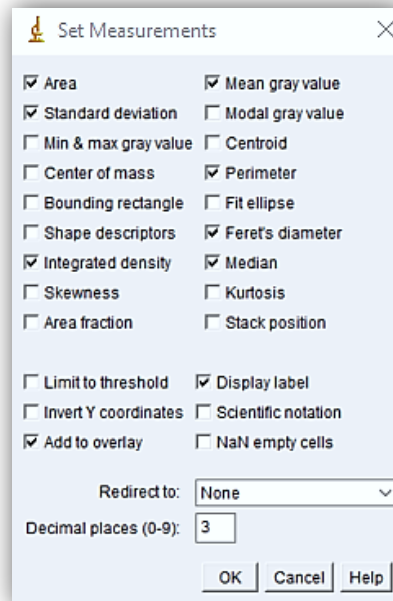 Set Measurements
Area Mean gray value
Standard deviation Modal gray value
Min & max gray value Centroid
Center of mass Perimeter
Bounding rectangle Fit ellipse
Shape descriptors Feret's diameter
Integrated density Median
Skewness Kurtosis
Area fraction Stack position
Limit to threshold Display label
Invert Y coordinates Scientific notation
Add to overlay NaN empty cells
Redirect to: None
Decimal places (0-9): 3
OK Cancel Help